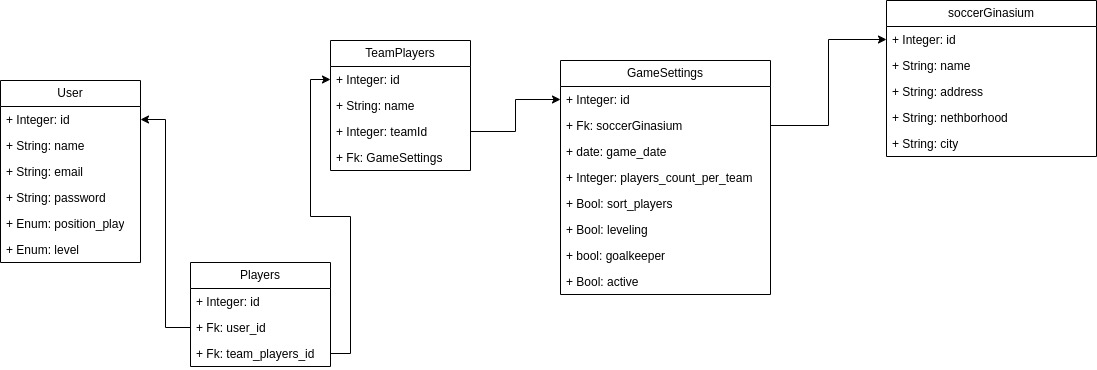 User
+ Integer: id
+ String: name
+ String: email
+ String: password
+ Enum: position_play
+ Enum: level
Players
+ Integer: id
+ Fk: user_id
+ Fk: team_players_id
TeamPlayers
+ Integer: id
+ String: name
+ Integer: teamId
+ Fk: GameSettings
GameSettings
+ Integer: id
+ Fk: soccerGinasium
+ date: game_date
+ Integer: players_count_per_team
+ Bool: sort_players
+ Bool: leveling
+ bool: goalkeeper
+ Bool: active
soccerGinasium
+ Integer: id
+ String: name
+ String: address
+ String: nethborhood
+ String: city